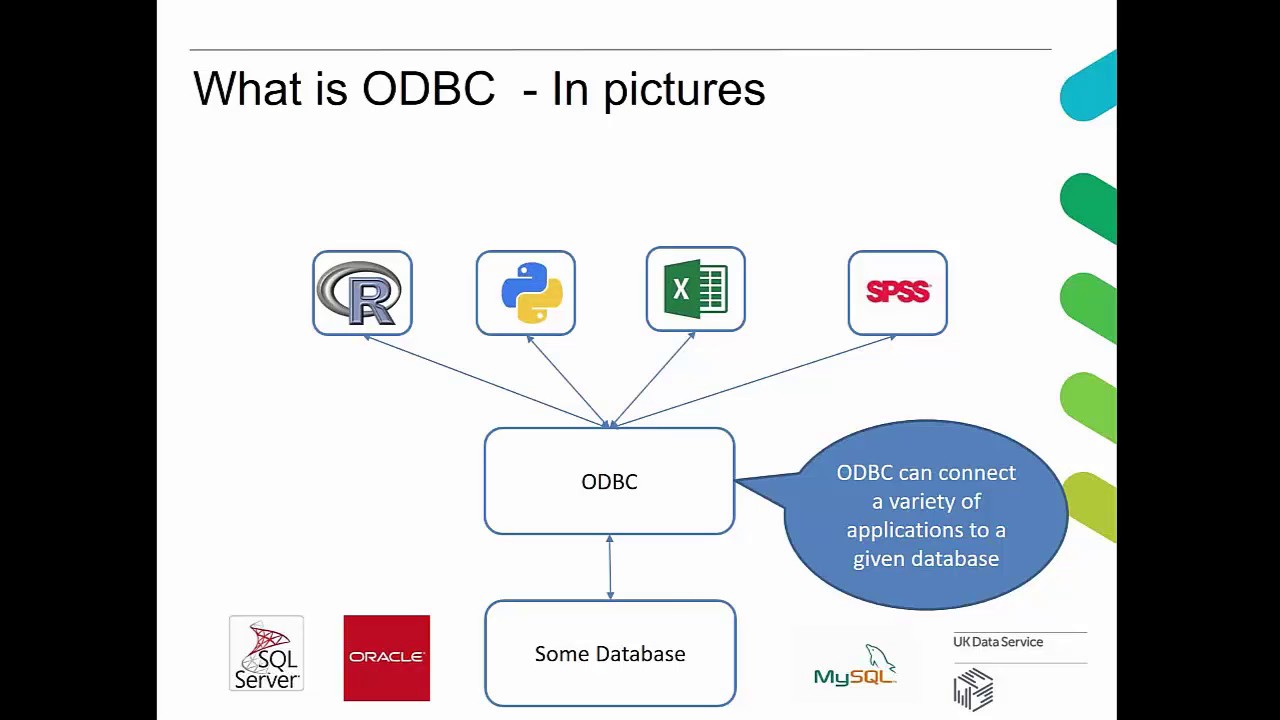 What is ODBC - In pictures
R
X
SPSS
ODBC
ODBC can connect
a variety of
applications to a
given database
Some Database
SQL
Server
ORACLE
MySQL
UK Data Service